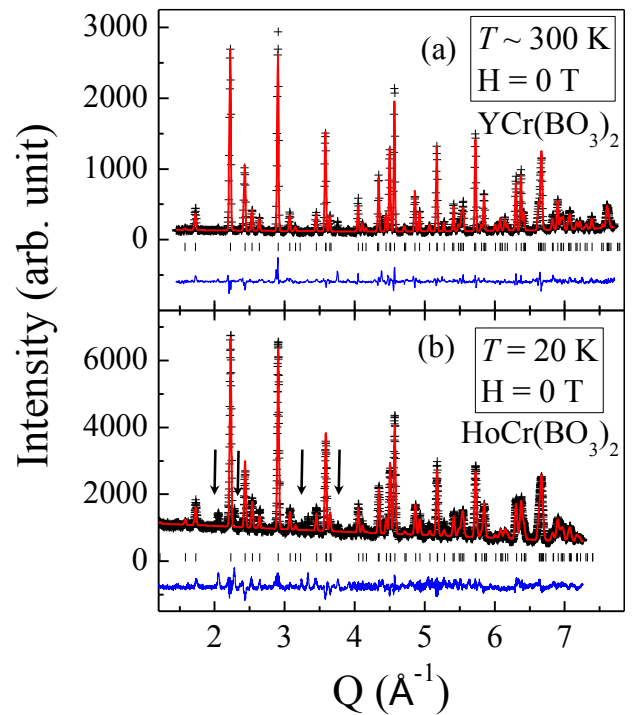 3000
(a)
T ~ 300 K
H = 0 T
YCr(BO₃)₂
2000
1000
0
Intensity (arb. unit)
6000
(b)
T = 20 K
H = 0 T
HoCr(BO₃)₂
4000
2000
0
2 3 4 5 6 7
Q (Å⁻¹)